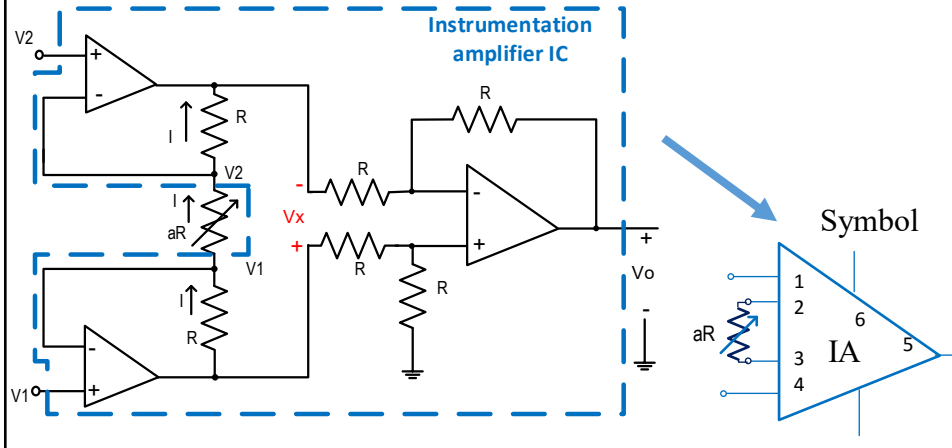 Instrumentation
amplifier IC
V2
+
-
I
R
V2
I
aR
V1
I
R
-
+
V1
R
-
Vx
+
R
R
R
-
+
+
Vo
-
Symbol
1
2
6
aR
5
3
IA
4